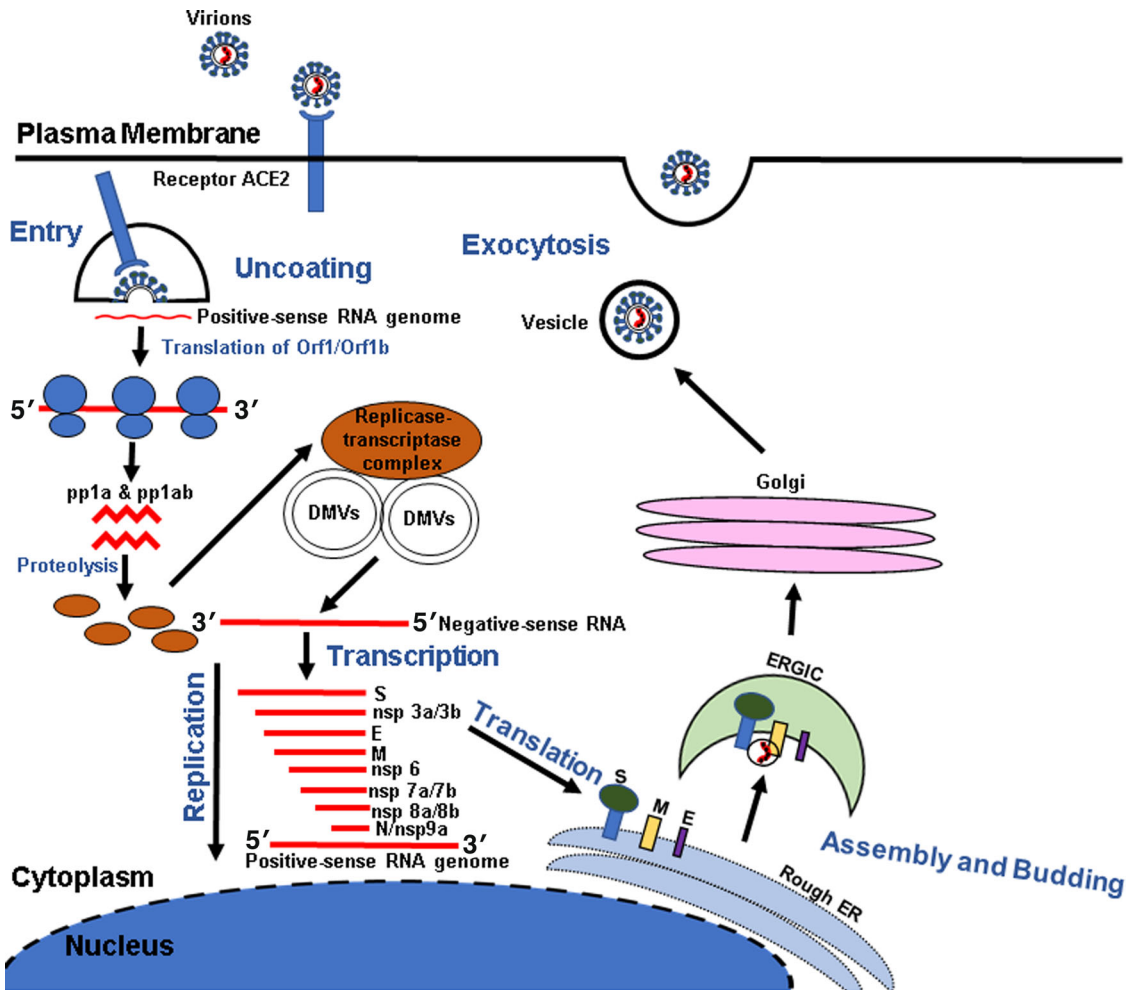 Virions
Plasma Membrane
Receptor ACE2
Entry
Uncoating
Exocytosis
Positive-sense RNA genome
Vesicle
Translation of Orf1/Orf1b
5′
3′
Replicase-
transcriptase
complex
pp1a & pp1ab
DMVs
DMVs
Golgi
Proteolysis
3′
5′
Negative-sense RNA
Transcription
ERGIC
Replication
S
nsp 3a/3b
E
M
nsp 6
nsp 7a/7b
nsp 8a/8b
N/nsp9a
5′
3′
Positive-sense RNA genome
Translation
S
M
E
Assembly and Budding
Rough ER
Cytoplasm
Nucleus